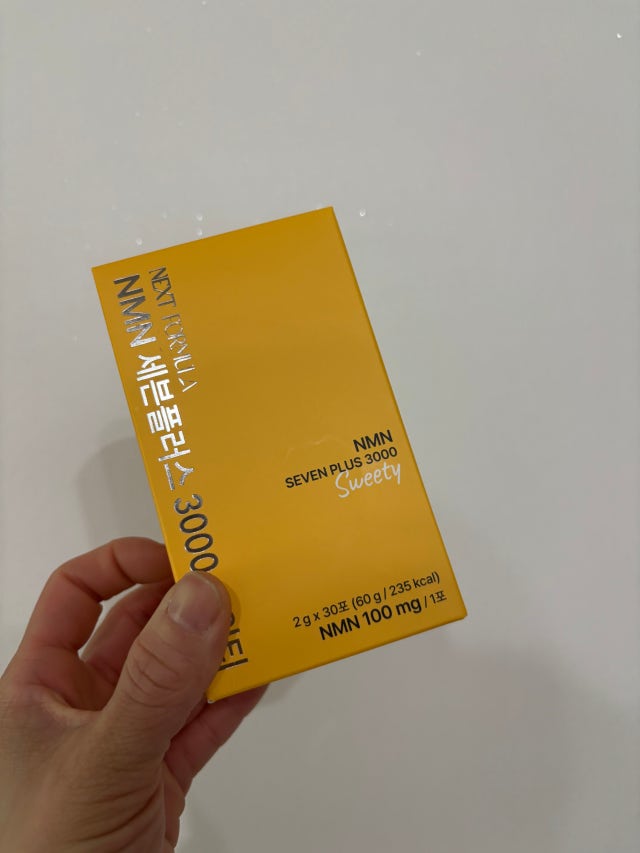 NEXT FORMULA
NMN 세븐플러스 3000
NMN
SEVEN PLUS 3000
Sweety
2 g x 30포 (60 g / 235 kcal)
NMN 100 mg / 1포